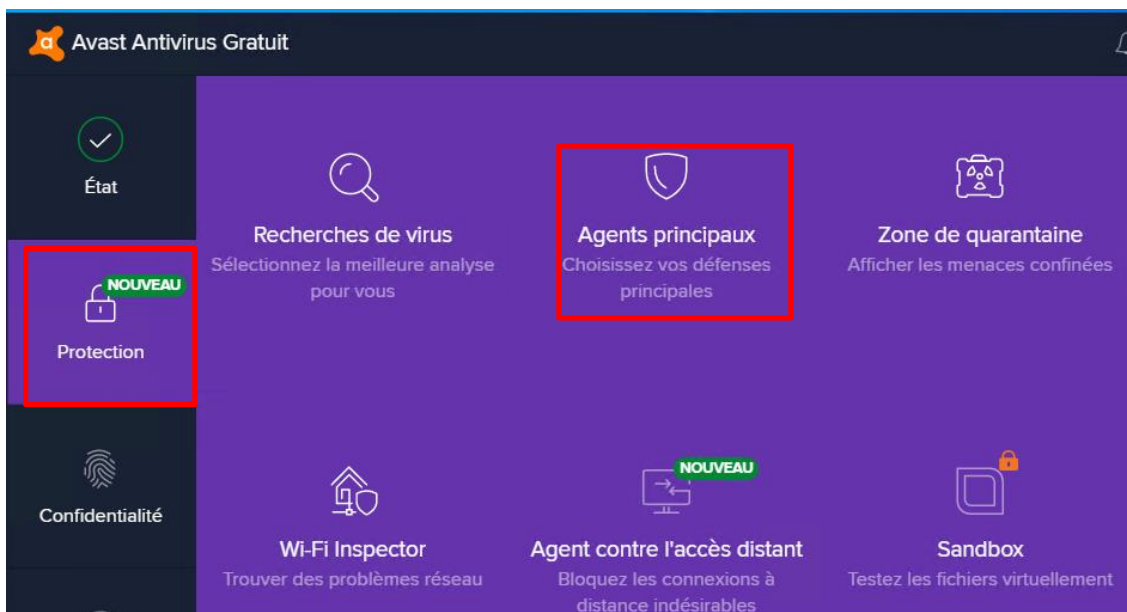 Avast Antivirus Gratuit
État
NOUVEAU
Protection
Confidentialité
Recherches de virus
Sélectionnez la meilleure analyse
pour vous
Agents principaux
Choisissez vos défenses
principales
Zone de quarantaine
Afficher les menaces confinées
Wi-Fi Inspector
Trouver des problèmes réseau
NOUVEAU
Agent contre l'accès distant
Bloquez les connexions à
distance indésirables
Sandbox
Testez les fichiers virtuellement